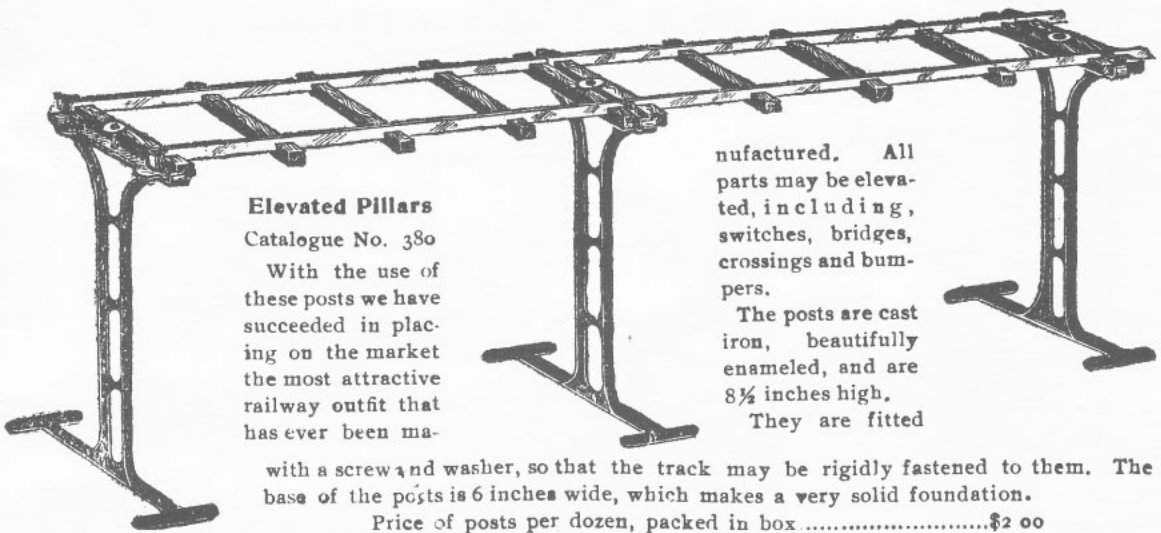 Elevated Pillars
Catalogue No. 380
With the use of
these posts we have
succeeded in plac-
ing on the market
the most attractive
railway outfit that
has ever been ma-
nufactured. All
parts may be eleva-
ted, including,
switches, bridges,
crossings and bum-
pers.
The posts are cast
iron, beautifully
enameled, and are
8½ inches high.
They are fitted
with a screw and washer, so that the track may be rigidly fastened to them. The
base of the posts is 6 inches wide, which makes a very solid foundation.
Price of posts per dozen, packed in box ..........................$2 00